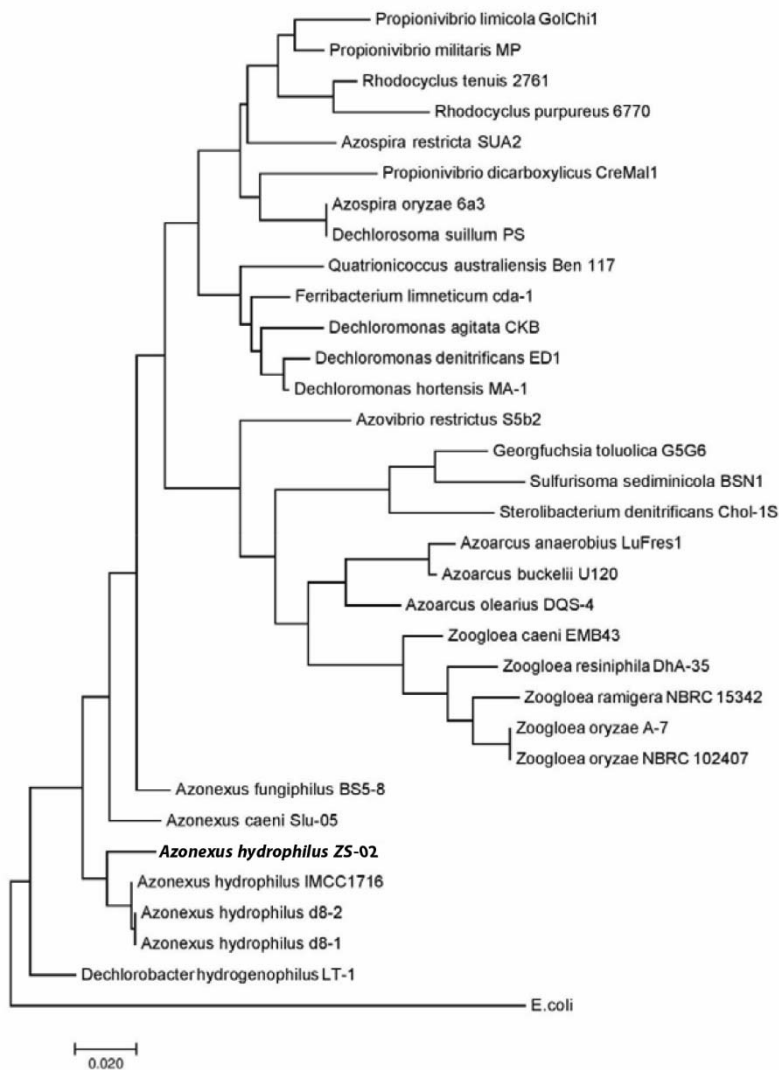 Propionivibrio limicola GolChi1
Propionivibrio militaris MP
Rhodocyclus tenuis 2761
Rhodocyclus purpureus 6770
Azospira restricta SUA2
Propionivibrio dicarboxylicus CreMal1
Azospira oryzae 6a3
Dechlorosoma suillum PS
Quatrionicoccus australiensis Ben 117
Ferribacterium limneticum cda-1
Dechloromonas agitata CKB
Dechloromonas denitrificans ED1
Dechloromonas hortensis MA-1
Azovibrio restrictus S5b2
Georgfuchsia toluolica G5G6
Sulfurisoma sediminicola BSN1
Sterolibacterium denitrificans Chol-1S
Azoarcus anaerobius LuFres1
Azoarcus buckelii U120
Azoarcus olearius DQS-4
Zoogloea caeni EMB43
Zoogloea resiniphila DhA-35
Zoogloea ramigera NBRC 15342
Zoogloea oryzae A-7
Zoogloea oryzae NBRC 102407
Azonexus fungiphilus BS5-8
Azonexus caeni Slu-05
Azonexus hydrophilus ZS-02
Azonexus hydrophilus IMCC1716
Azonexus hydrophilus d8-2
Azonexus hydrophilus d8-1
Dechlorobacter hydrogenophilus LT-1
E.coli
0.020